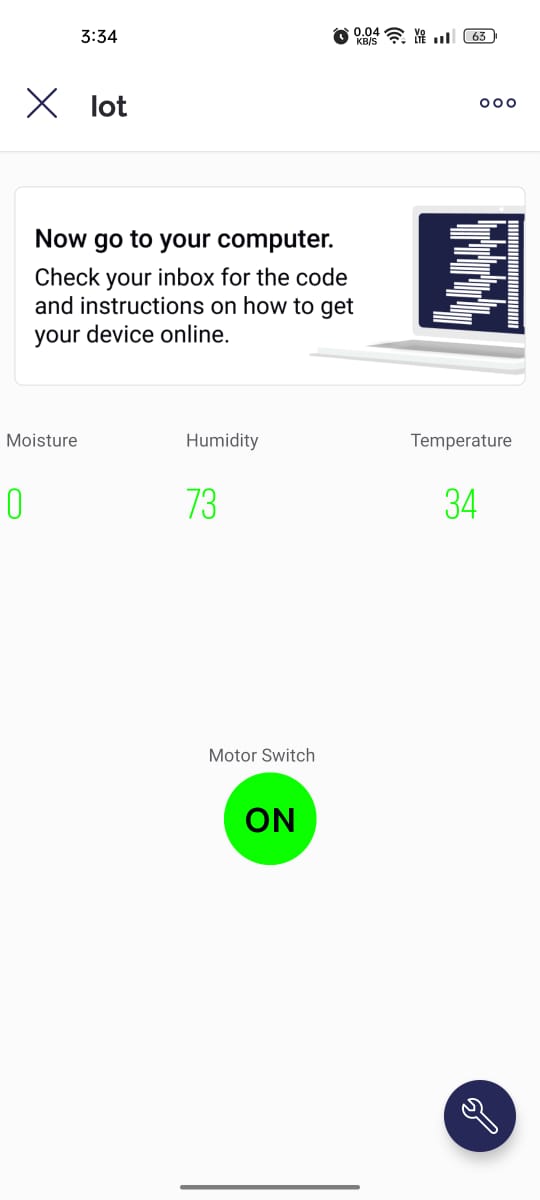 3:34
0.04
KB/S
Vo
LTE
63
lot
Now go to your computer.
Check your inbox for the code
and instructions on how to get
your device online.
Moisture
Humidity
Temperature
0
73
34
Motor Switch
ON